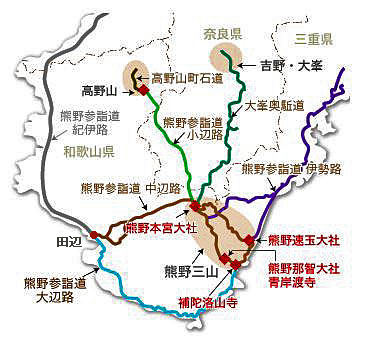 奈良県
三重県
吉野・大峯
高野山町石道
高野山
大峯奥駈道
熊野参詣道
小辺路
熊野参詣道
紀伊路
和歌山県
熊野参詣道 伊勢路
熊野参詣道 中辺路
熊野本宮大社
田辺
熊野速玉大社
熊野三山
熊野那智大社
青岸渡寺
熊野参詣道
大辺路
補陀洛山寺